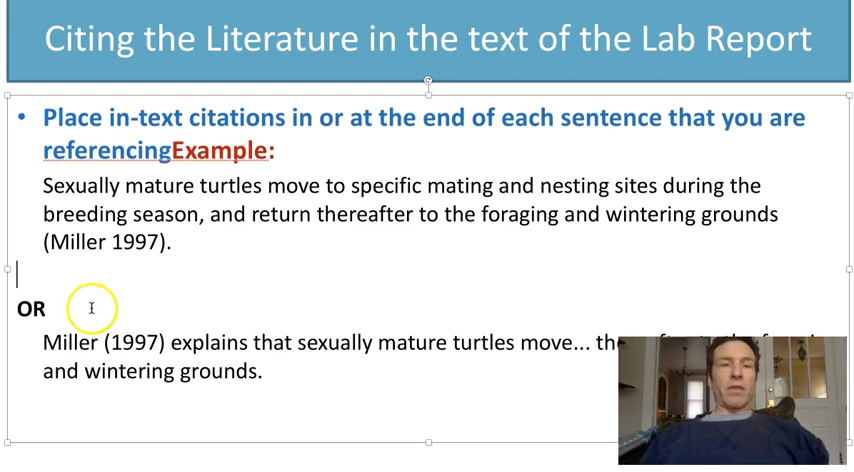 Citing the Literature in the text of the Lab Report
• Place in-text citations in or at the end of each sentence that you are
referencingExample:
Sexually mature turtles move to specific mating and nesting sites during the
breeding season, and return thereafter to the foraging and wintering grounds
(Miller 1997).
OR
Miller (1997) explains that sexually mature turtles move...
and wintering grounds.